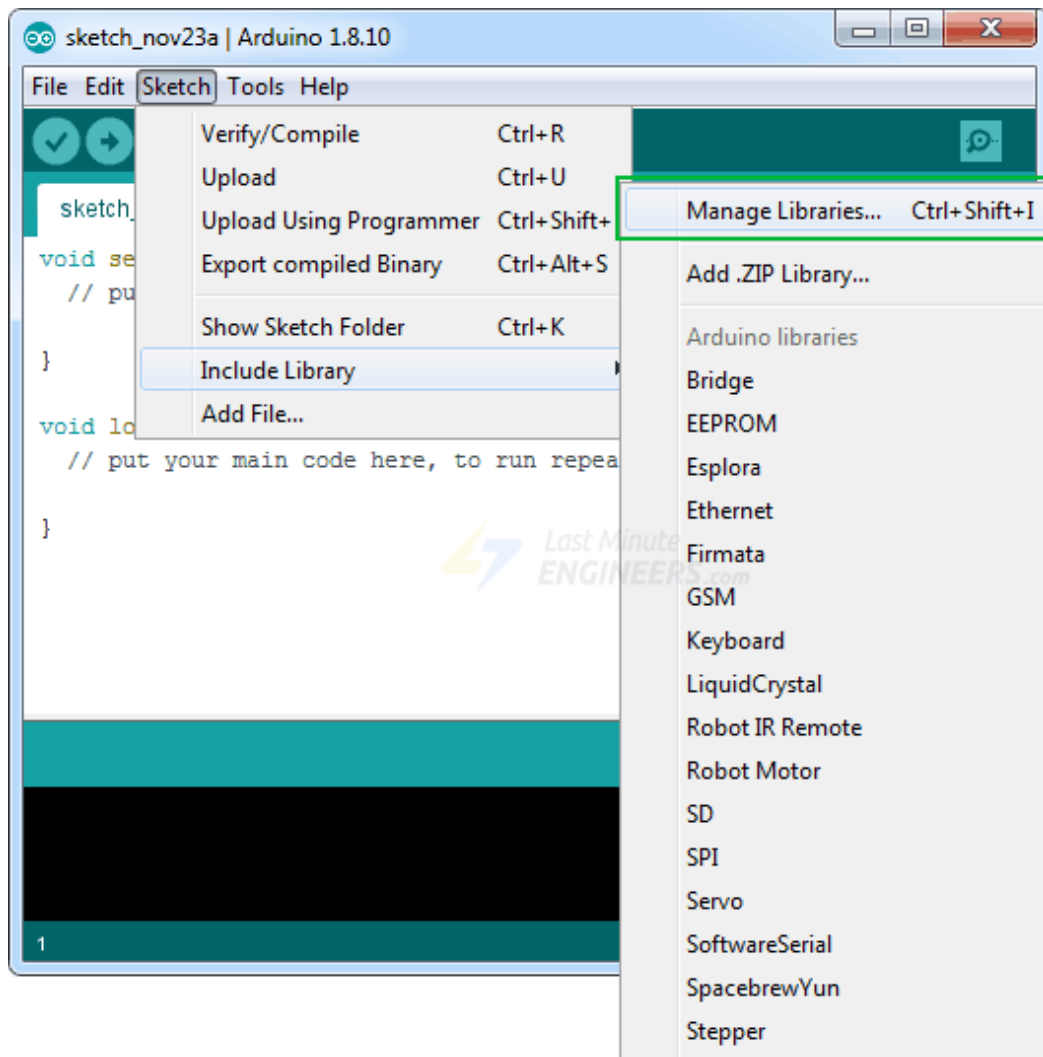 sketch_nov23a | Arduino 1.8.10
File Edit Sketch Tools Help
Verify/Compile Ctrl+R
Upload Ctrl+U
Upload Using Programmer Ctrl+Shift+
Export compiled Binary Ctrl+Alt+S
Show Sketch Folder Ctrl+K
Include Library
Add File...
sketch_
void se
// pu
}
void lo
// put your main code here, to run repea
}
Manage Libraries... Ctrl+Shift+I
Add .ZIP Library...
Arduino libraries
Bridge
EEPROM
Esplora
Ethernet
Firmata
GSM
Keyboard
LiquidCrystal
Robot IR Remote
Robot Motor
SD
SPI
Servo
SoftwareSerial
SpacebrewYun
Stepper
Last Minute
ENGINEERS.com
1